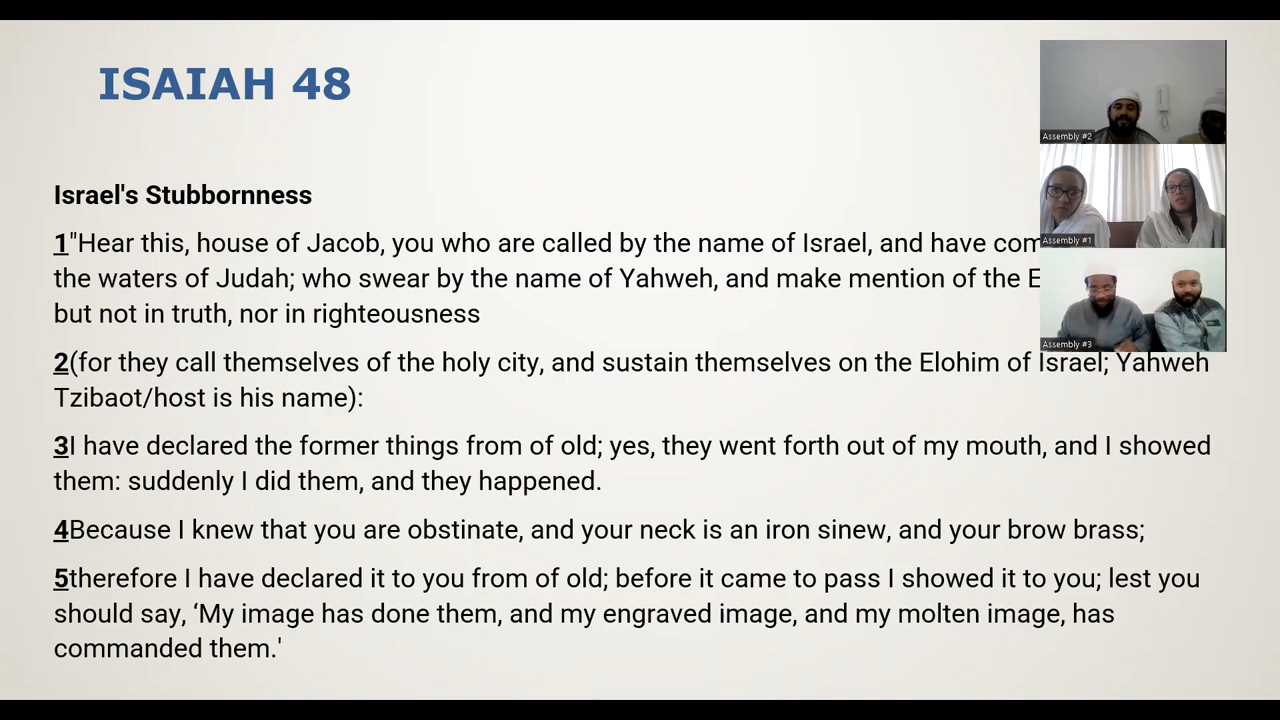 ISAIAH 48
Israel's Stubbornness
1"Hear this, house of Jacob, you who are called by the name of Israel, and have
the waters of Judah; who swear by the name of Yahweh, and make mention of the
but not in truth, nor in righteousness
2(for they call themselves of the holy city, and sustain themselves on the Elohim of Israel; Yahweh
Tzibaot/host is his name):
3I have declared the former things from of old; yes, they went forth out of my mouth, and I showed
them: suddenly I did them, and they happened.
4Because I knew that you are obstinate, and your neck is an iron sinew, and your brow brass;
5therefore I have declared it to you from of old; before it came to pass I showed it to you; lest you
should say, ‘My image has done them, and my engraved image, and my molten image, has
commanded them.'
Assembly #2
Assembly #1
Assembly #3